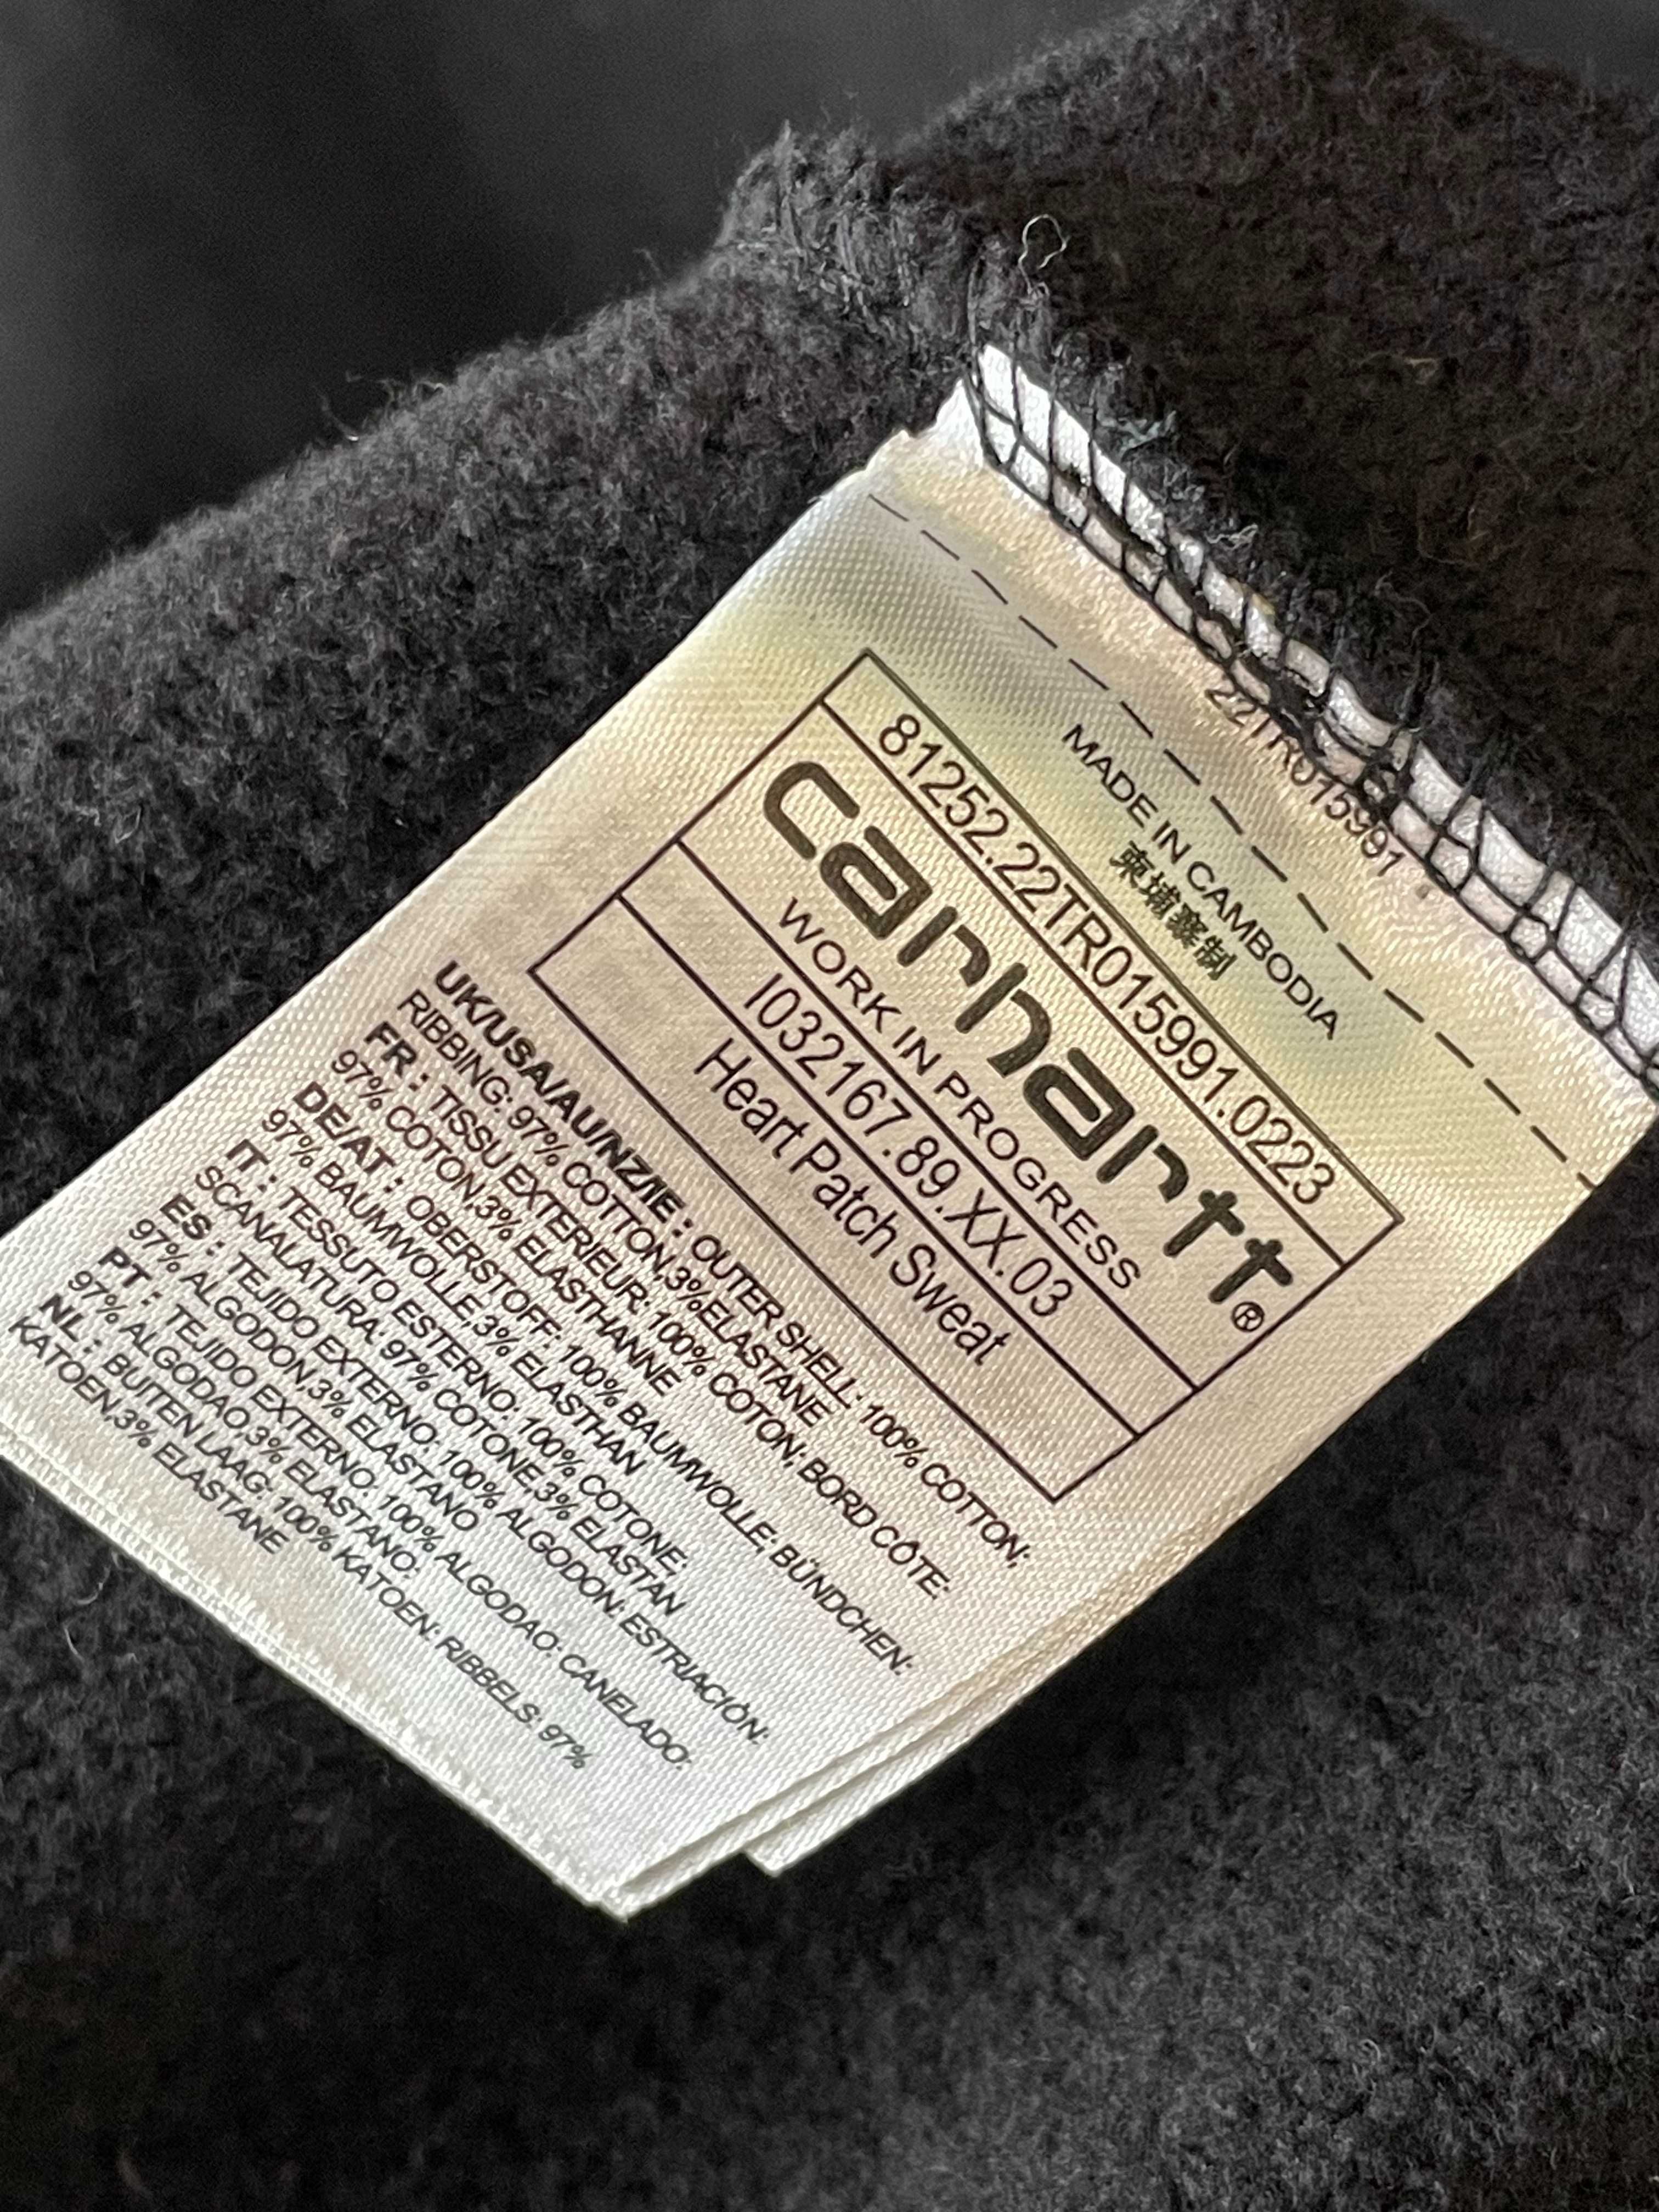 22TR015991
MADE IN CAMBODIA
柬埔寨制
81252.22TR015991.0223
carhartt®
WORK IN PROGRESS
I032167.89.XX.03
Heart Patch Sweat
UK/USA/AU/NZ/IE : OUTER SHELL: 100% COTTON;
RIBBING: 97% COTTON,3%ELASTANE
FR : TISSU EXTERIEUR: 100% COTON; BORD CÔTE:
97% COTON,3% ELASTHANNE
DE/AT : OBERSTOFF: 100% BAUMWOLLE; BÜNDCHEN:
97% BAUMWOLLE,3% ELASTHAN
IT : TESSUTO ESTERNO: 100% COTONE;
SCANALATURA: 97% COTONE,3% ELASTAN
ES : TEJIDO EXTERNO: 100% ALGODON: ESTRIACIÓN:
97% ALGODON,3% ELASTANO
PT : TEJIDO EXTERNO: 100% ALGODAO: CANELADO:
97% ALGODAO,3% ELASTANO:
NL : BUITEN LAAG: 100% KATOEN: RIBBELS: 97%
KATOEN,3% ELASTANE